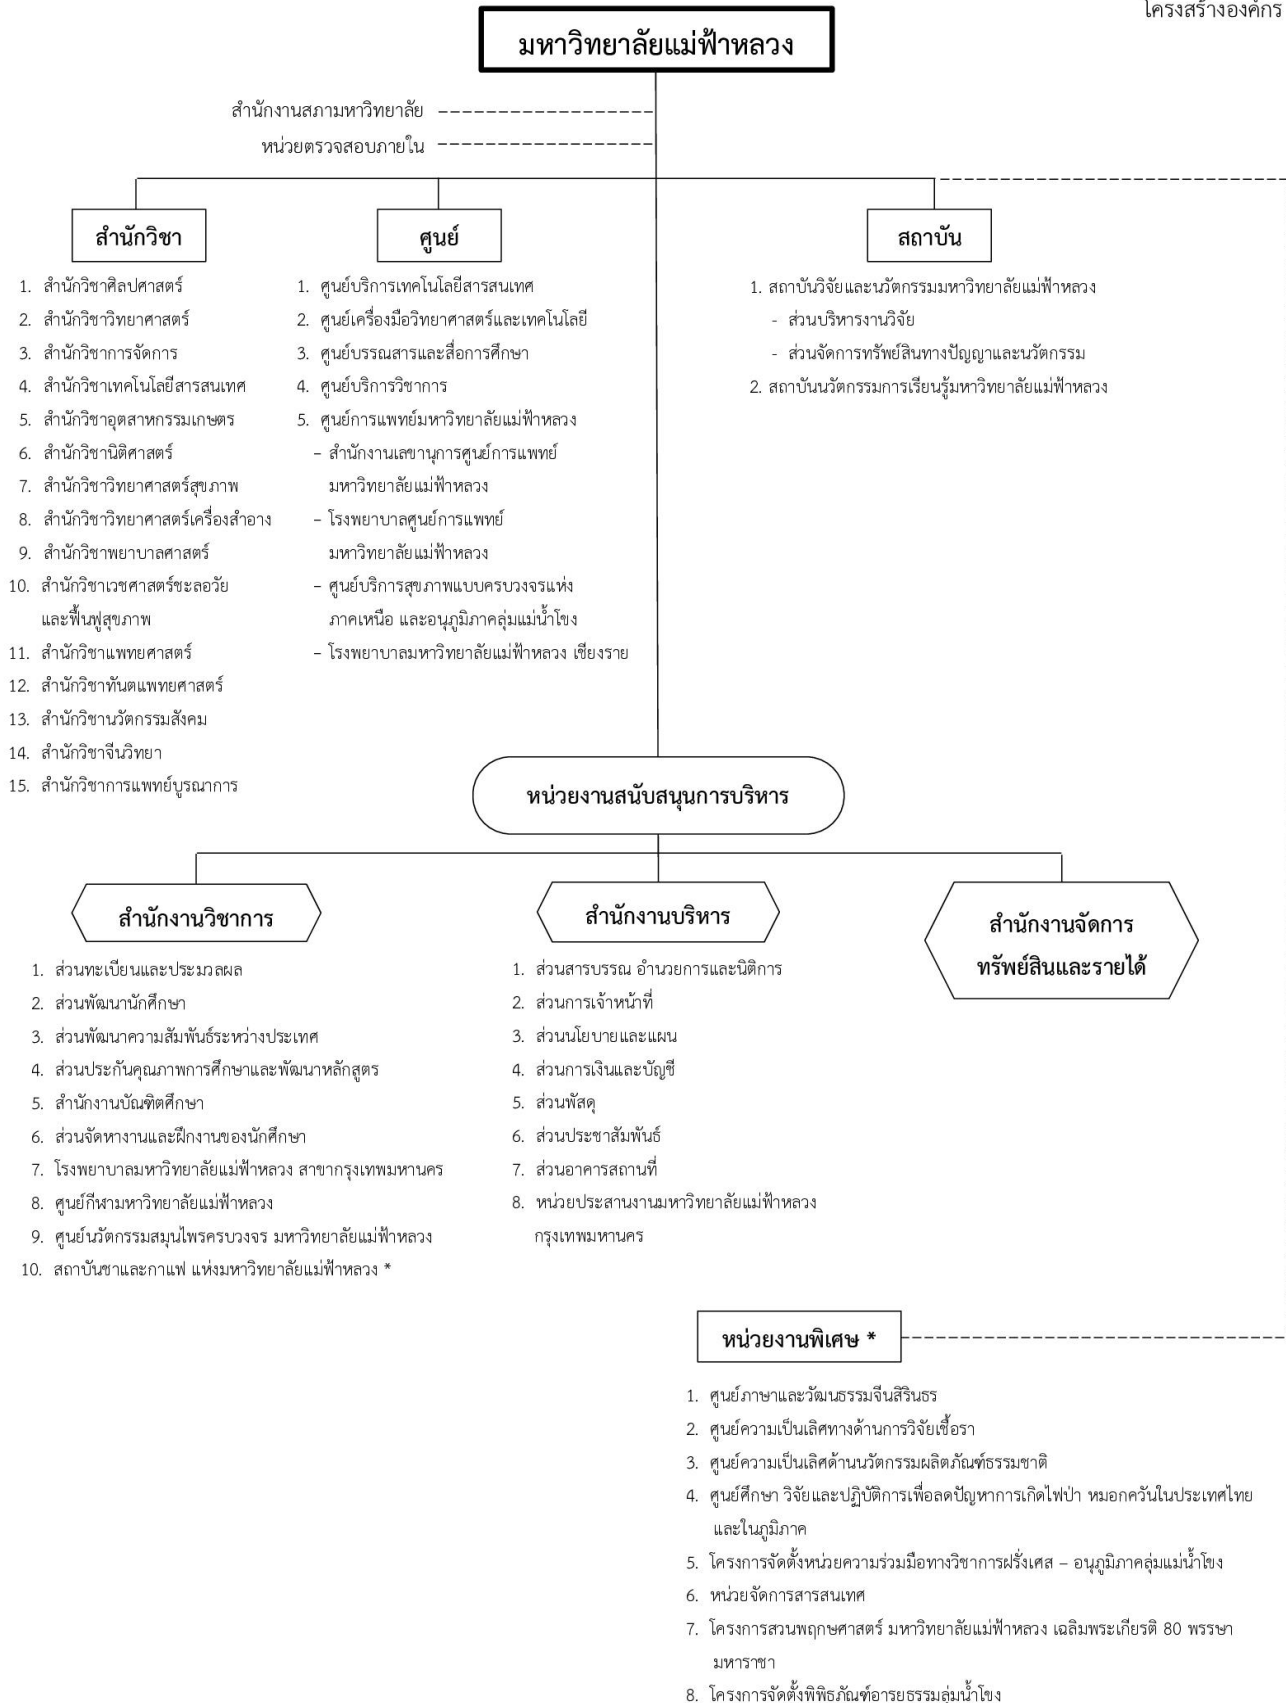 โครงสร้างองค์กร
มหาวิทยาลัยแม่ฟ้าหลวง
สำนักงานสภามหาวิทยาลัย
หน่วยตรวจสอบภายใน
สำนักวิชา
1. สำนักวิชาศิลปศาสตร์
2. สำนักวิชาวิทยาศาสตร์
3. สำนักวิชาการจัดการ
4. สำนักวิชาเทคโนโลยีสารสนเทศ
5. สำนักวิชาอุตสาหกรรมเกษตร
6. สำนักวิชานิติศาสตร์
7. สำนักวิชาวิทยาศาสตร์สุขภาพ
8. สำนักวิชาวิทยาศาสตร์เครื่องสำอาง
9. สำนักวิชาพยาบาลศาสตร์
10. สำนักวิชาเวชศาสตร์ชะลอวัย
และฟื้นฟูสุขภาพ
11. สำนักวิชาแพทยศาสตร์
12. สำนักวิชาทันตแพทยศาสตร์
13. สำนักวิชานวัตกรรมสังคม
14. สำนักวิชาจีนวิทยา
15. สำนักวิชาการแพทย์บูรณาการ
ศูนย์
1. ศูนย์บริการเทคโนโลยีสารสนเทศ
2. ศูนย์เครื่องมือวิทยาศาสตร์และเทคโนโลยี
3. ศูนย์บรรณสารและสื่อการศึกษา
4. ศูนย์บริการวิชาการ
5. ศูนย์การแพทย์มหาวิทยาลัยแม่ฟ้าหลวง
– สำนักงานเลขานุการศูนย์การแพทย์
มหาวิทยาลัยแม่ฟ้าหลวง
– โรงพยาบาลศูนย์การแพทย์
มหาวิทยาลัยแม่ฟ้าหลวง
– ศูนย์บริการสุขภาพแบบครบวงจรแห่ง
ภาคเหนือ และอนุภูมิภาคลุ่มแม่น้ำโขง
– โรงพยาบาลมหาวิทยาลัยแม่ฟ้าหลวง เชียงราย
สถาบัน
1. สถาบันวิจัยและนวัตกรรมมหาวิทยาลัยแม่ฟ้าหลวง
- ส่วนบริหารงานวิจัย
- ส่วนจัดการทรัพย์สินทางปัญญาและนวัตกรรม
2. สถาบันนวัตกรรมการเรียนรู้มหาวิทยาลัยแม่ฟ้าหลวง
หน่วยงานสนับสนุนการบริหาร
สำนักงานวิชาการ
1. ส่วนทะเบียนและประมวลผล
2. ส่วนพัฒนานักศึกษา
3. ส่วนพัฒนาความสัมพันธ์ระหว่างประเทศ
4. ส่วนประกันคุณภาพการศึกษาและพัฒนาหลักสูตร
5. สำนักงานบัณฑิตศึกษา
6. ส่วนจัดหางานและฝึกงานของนักศึกษา
7. โรงพยาบาลมหาวิทยาลัยแม่ฟ้าหลวง สาขากรุงเทพมหานคร
8. ศูนย์กีฬามหาวิทยาลัยแม่ฟ้าหลวง
9. ศูนย์นวัตกรรมสมุนไพรครบวงจร มหาวิทยาลัยแม่ฟ้าหลวง
10. สถาบันชาและกาแฟ แห่งมหาวิทยาลัยแม่ฟ้าหลวง *
สำนักงานบริหาร
1. ส่วนสารบรรณ อำนวยการและนิติการ
2. ส่วนการเจ้าหน้าที่
3. ส่วนนโยบายและแผน
4. ส่วนการเงินและบัญชี
5. ส่วนพัสดุ
6. ส่วนประชาสัมพันธ์
7. ส่วนอาคารสถานที่
8. หน่วยประสานงานมหาวิทยาลัยแม่ฟ้าหลวง
กรุงเทพมหานคร
สำนักงานจัดการ
ทรัพย์สินและรายได้
หน่วยงานพิเศษ *
1. ศูนย์ภาษาและวัฒนธรรมจีนสิรินธร
2. ศูนย์ความเป็นเลิศทางด้านการวิจัยเชื้อรา
3. ศูนย์ความเป็นเลิศด้านนวัตกรรมผลิตภัณฑ์ธรรมชาติ
4. ศูนย์ศึกษา วิจัยและปฏิบัติการเพื่อลดปัญหาการเกิดไฟป่า หมอกควันในประเทศไทย
และในภูมิภาค
5. โครงการจัดตั้งหน่วยความร่วมมือทางวิชาการฝรั่งเศส – อนุภูมิภาคลุ่มแม่น้ำโขง
6. หน่วยจัดการสารสนเทศ
7. โครงการสวนพฤกษศาสตร์ มหาวิทยาลัยแม่ฟ้าหลวง เฉลิมพระเกียรติ 80 พรรษา
มหาราชา
8. โครงการจัดตั้งพิพิธภัณฑ์อารยธรรมลุ่มน้ำโขง